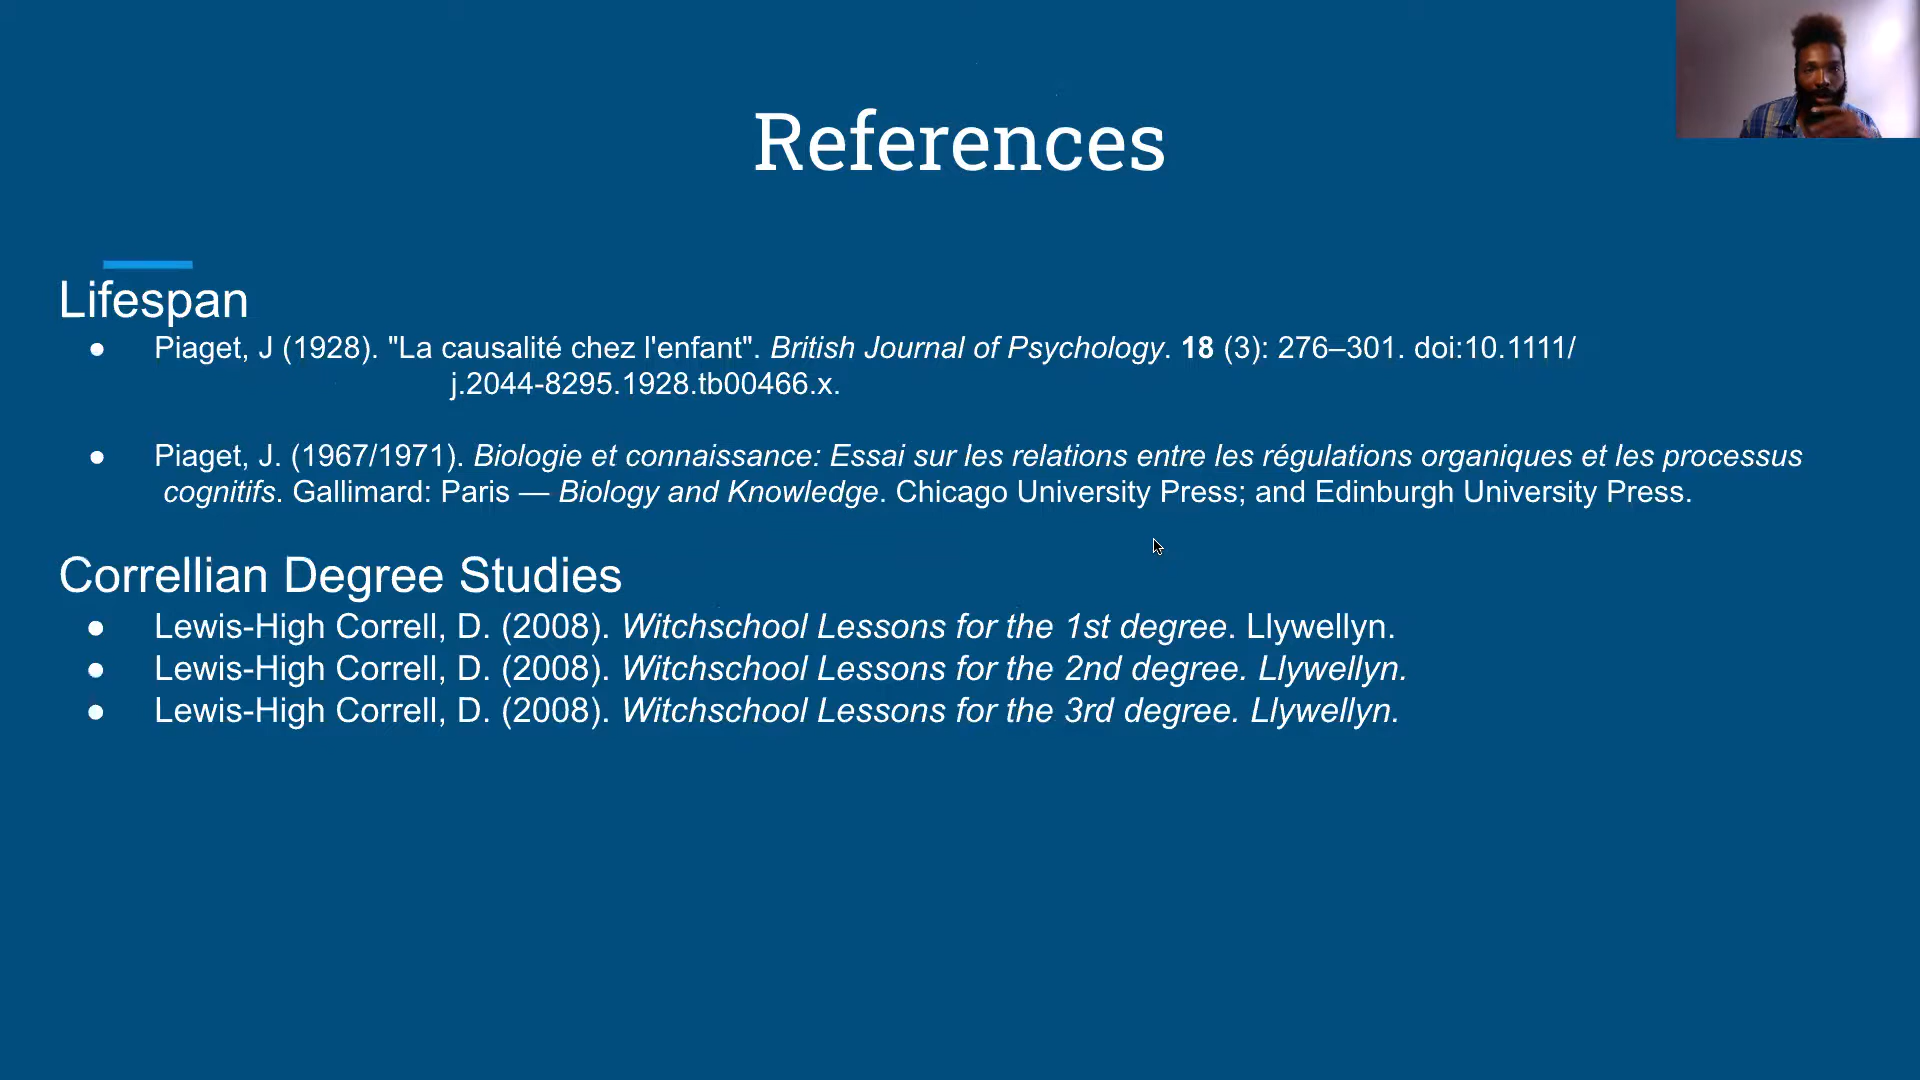 References
Lifespan
● Piaget, J (1928). "La causalité chez l'enfant". British Journal of Psychology. 18 (3): 276–301. doi:10.1111/
j.2044-8295.1928.tb00466.x.
● Piaget, J. (1967/1971). Biologie et connaissance: Essai sur les relations entre les régulations organiques et les processus
cognitifs. Gallimard: Paris — Biology and Knowledge. Chicago University Press; and Edinburgh University Press.
Correllian Degree Studies
● Lewis-High Correll, D. (2008). Witchschool Lessons for the 1st degree. Llywellyn.
● Lewis-High Correll, D. (2008). Witchschool Lessons for the 2nd degree. Llywellyn.
● Lewis-High Correll, D. (2008). Witchschool Lessons for the 3rd degree. Llywellyn.